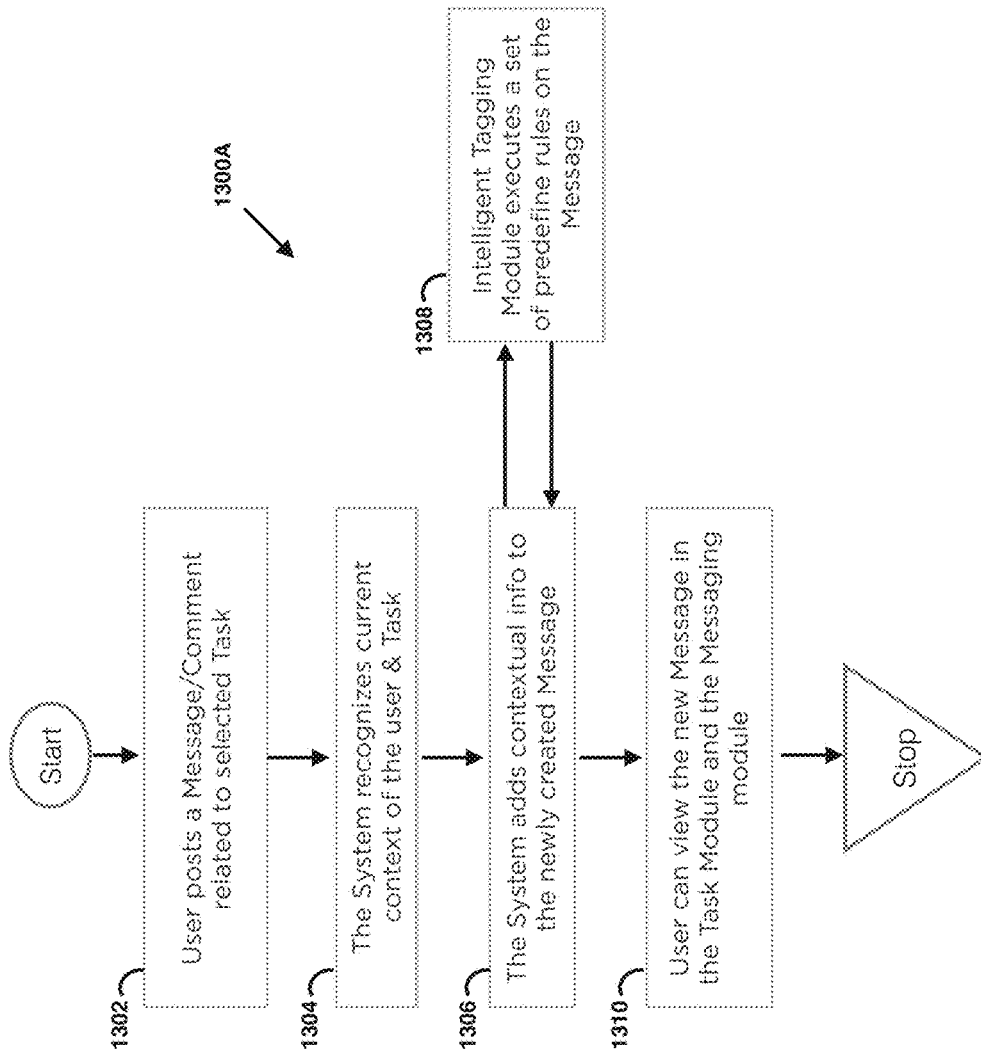 1300A
Start
1302
User posts a Message/Comment
related to selected Task
1304
The System recognizes current
context of the user & Task
1306
The System adds contextual info to
the newly created Message
1308
Intelligent Tagging
Module executes a set
of predefine rules on the
Message
1310
User can view the new Message in
the Task Module and the Messaging
module
Stop